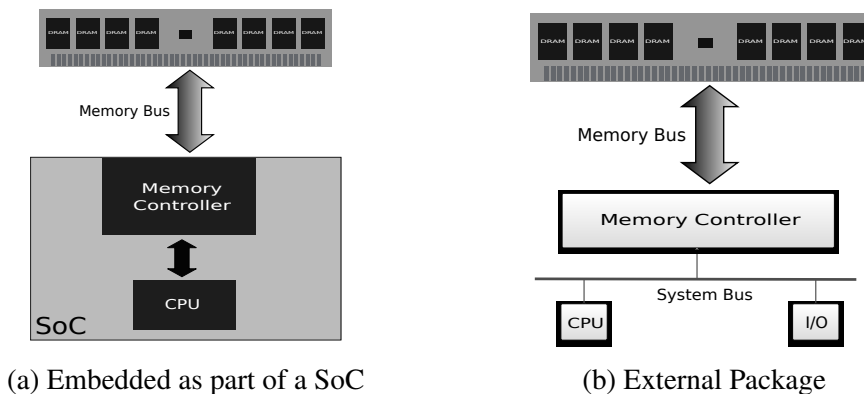 DRAM DRAM DRAM DRAM DRAM DRAM DRAM DRAM
Memory Bus
Memory
Controller
CPU
SoC
(a) Embedded as part of a SoC
DRAM DRAM DRAM DRAM DRAM DRAM DRAM DRAM
Memory Bus
Memory Controller
System Bus
CPU
I/O
(b) External Package